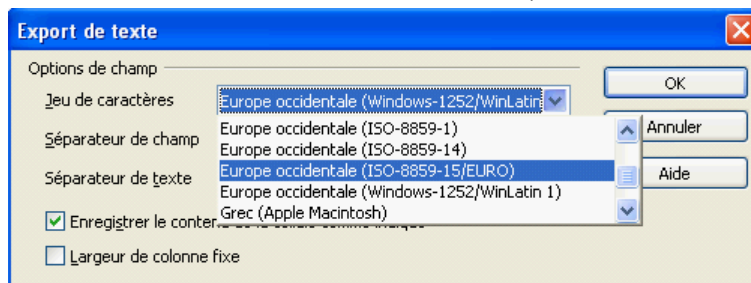 Export de texte
Options de champ
Jeu de caractères
Europe occidentale (Windows-1252/WinLatin
OK
Séparateur de champ
Europe occidentale (ISO-8859-1)
Annuler
Europe occidentale (ISO-8859-14)
Séparateur de texte
Europe occidentale (ISO-8859-15/EURO)
Aide
Europe occidentale (Windows-1252/WinLatin 1)
Grec (Apple Macintosh)
Enregistrer le
Largeur de colonne fixe